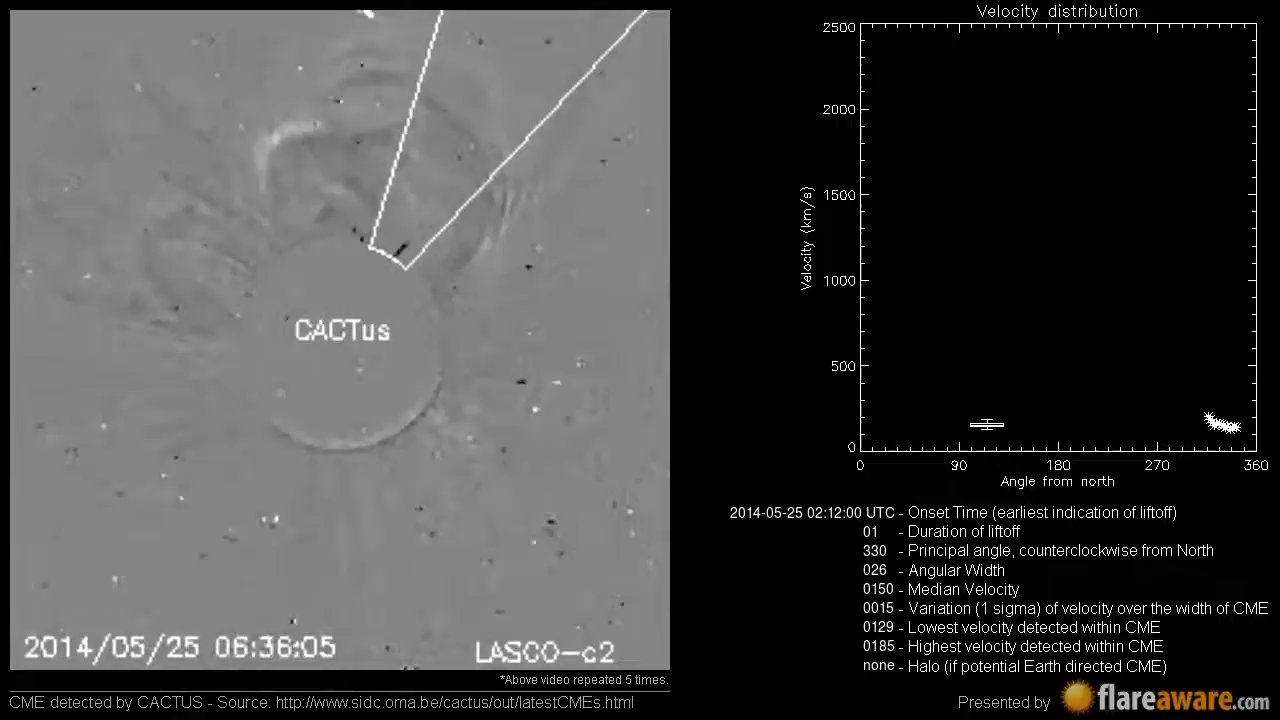 Velocity distribution
2500
2000
1500
1000
500
0
Velocity (km/s)
0 90 180 270 360
Angle from north
CACTus
2014/05/25 06:36:05 LASCO-c2
*Above video repeated 5 times.
2014-05-25 02:12:00 UTC - Onset Time (earliest indication of liftoff)
01 - Duration of liftoff
330 - Principal angle, counterclockwise from North
026 - Angular Width
0150 - Median Velocity
0015 - Variation (1 sigma) of velocity over the width of CME
0129 - Lowest velocity detected within CME
0185 - Highest velocity detected within CME
none - Halo (if potential Earth directed CME)
CME detected by CACTUS - Source: http://www.sidc.oma.be/cactus/out/latestCMEs.html
Presented by flareaware.com